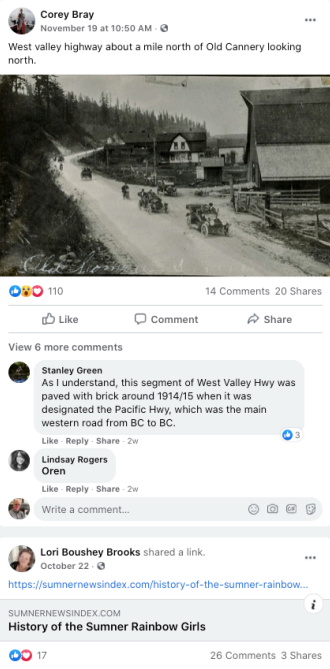 Corey Bray
November 19 at 10:50 AM ·
West valley highway about a mile north of Old Cannery looking
north.
110
14 Comments 20 Shares
Like Comment Share
View 6 more comments
Stanley Green
As I understand, this segment of West Valley Hwy was
paved with brick around 1914/15 when it was
designated the Pacific Hwy, which was the main
western road from BC to BC.
3
Like · Reply · Share · 2w
Lindsay Rogers
Oren
Like · Reply · Share · 2w
Write a comment...
GIF
Lori Boushey Brooks shared a link.
October 22 ·
https://sumnernewsindex.com/history-of-the-sumner-rainbow...
SUMNERNEWSINDEX.COM
History of the Sumner Rainbow Girls
17
26 Comments 3 Shares